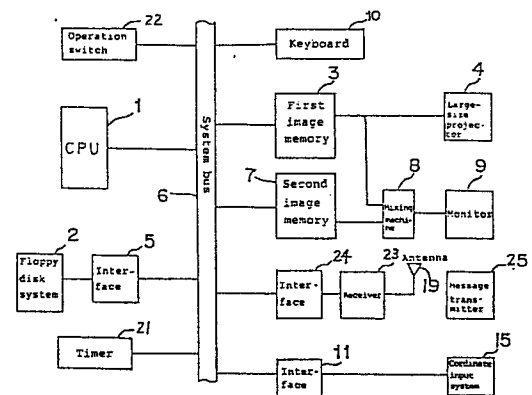 22
10
Operation
switch
Keyboard
3
4
1
First
image
memory
Large-
size
projec-
tor
CPU
System bus
6
7
8
9
Second
image
memory
Mixing
machine
Monitor
2
5
24
23
Antenna
19
25
Floppy
disk
system
Inter-
face
Inter-
face
Receiver
Message
trans-
mitter
21
Timer
11
15
Inter-
face
Cordinate
input
system